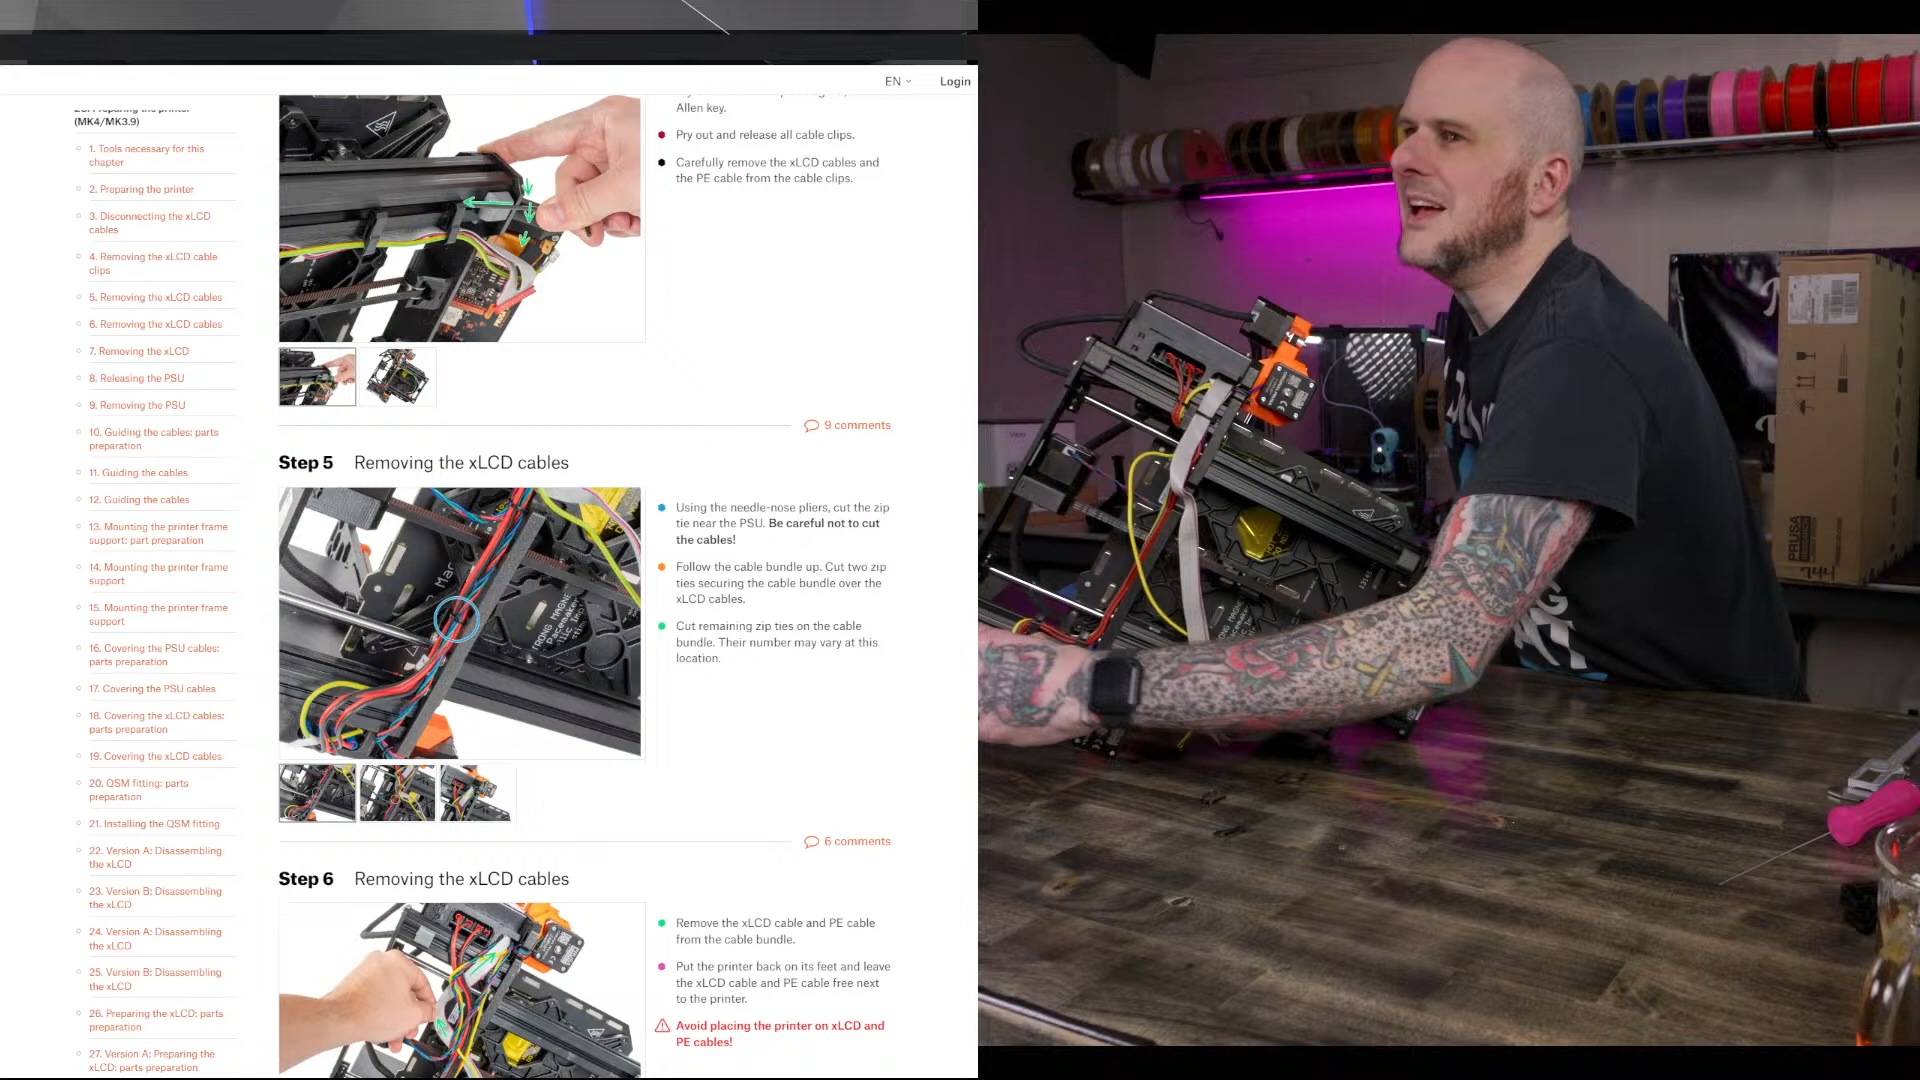 EN
Login
(MK4/MK3.9)
1. Tools necessary for this
chapter
2. Preparing the printer
3. Disconnecting the xLCD
cables
4. Removing the xLCD cable
clips
5. Removing the xLCD cables
6. Removing the xLCD cables
7. Removing the xLCD
8. Releasing the PSU
9. Removing the PSU
10. Guiding the cables: parts
preparation
11. Guiding the cables
12. Guiding the cables
13. Mounting the printer frame
support: part preparation
14. Mounting the printer frame
support
15. Mounting the printer frame
support
16. Covering the PSU cables:
parts preparation
17. Covering the PSU cables
18. Covering the xLCD cables:
parts preparation
19. Covering the xLCD cables
20. QSM fitting: parts
preparation
21. Installing the QSM fitting
22. Version A: Disassembling
the xLCD
23. Version B: Disassembling
the xLCD
24. Version A: Disassembling
the xLCD
25. Version B: Disassembling
the xLCD
26. Preparing the xLCD: parts
preparation
27. Version A: Preparing the
xLCD: parts preparation
Allen key.
Pry out and release all cable clips.
Carefully remove the xLCD cables and
the PE cable from the cable clips.
9 comments
Step 5 Removing the xLCD cables
Using the needle-nose pliers, cut the zip
tie near the PSU. Be careful not to cut
the cables!
Follow the cable bundle up. Cut two zip
ties securing the cable bundle over the
xLCD cables.
Cut remaining zip ties on the cable
bundle. Their number may vary at this
location.
6 comments
Step 6 Removing the xLCD cables
Remove the xLCD cable and PE cable
from the cable bundle.
Put the printer back on its feet and leave
the xLCD cable and PE cable free next
to the printer.
Avoid placing the printer on xLCD and
PE cables!
PRUSA
744